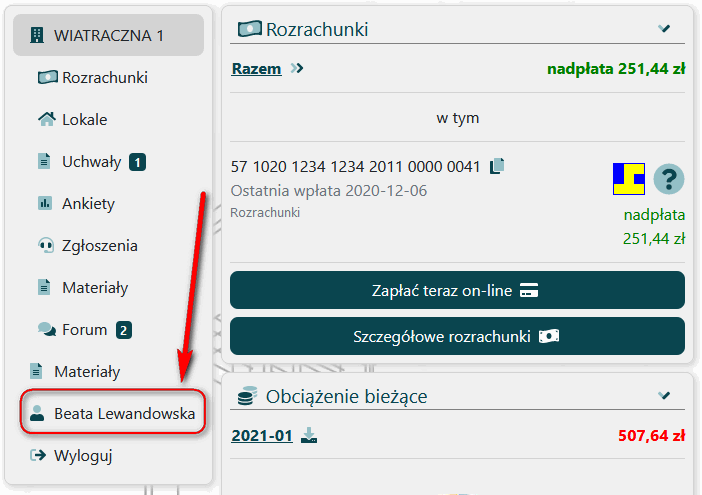 WIATRACZNA 1
Rozrachunki
Lokale
Uchwały 1
Ankiety
Zgłoszenia
Materiały
Forum 2
Materiały
Beata Lewandowska
Wyloguj
Rozrachunki
Razem nadpłata 251,44 zł
w tym
57 1020 1234 1234 2011 0000 0041
Ostatnia wpłata 2020-12-06
Rozrachunki
?
nadpłata
251,44 zł
Zapłać teraz on-line
Szczegółowe rozrachunki
Obciążenie bieżące
2021-01 507,64 zł